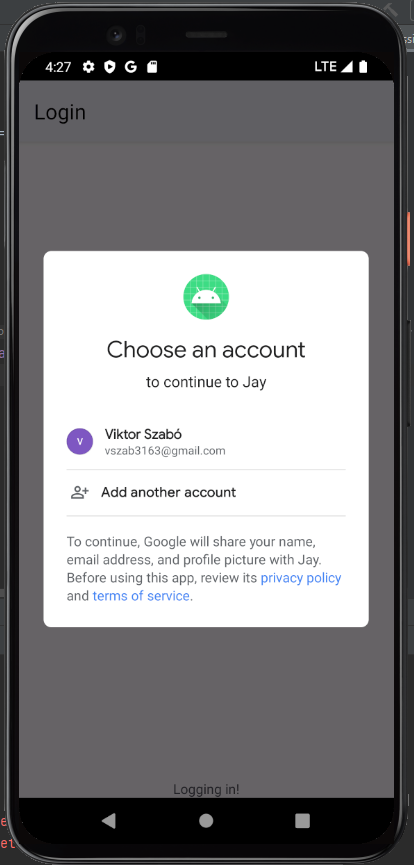 4:27
G
LTE
Login
Choose an account
to continue to Jay
V
Viktor Szabó
vszab3163@gmail.com
Add another account
To continue, Google will share your name,
email address, and profile picture with Jay.
Before using this app, review its privacy policy
and terms of service.
Logging in!